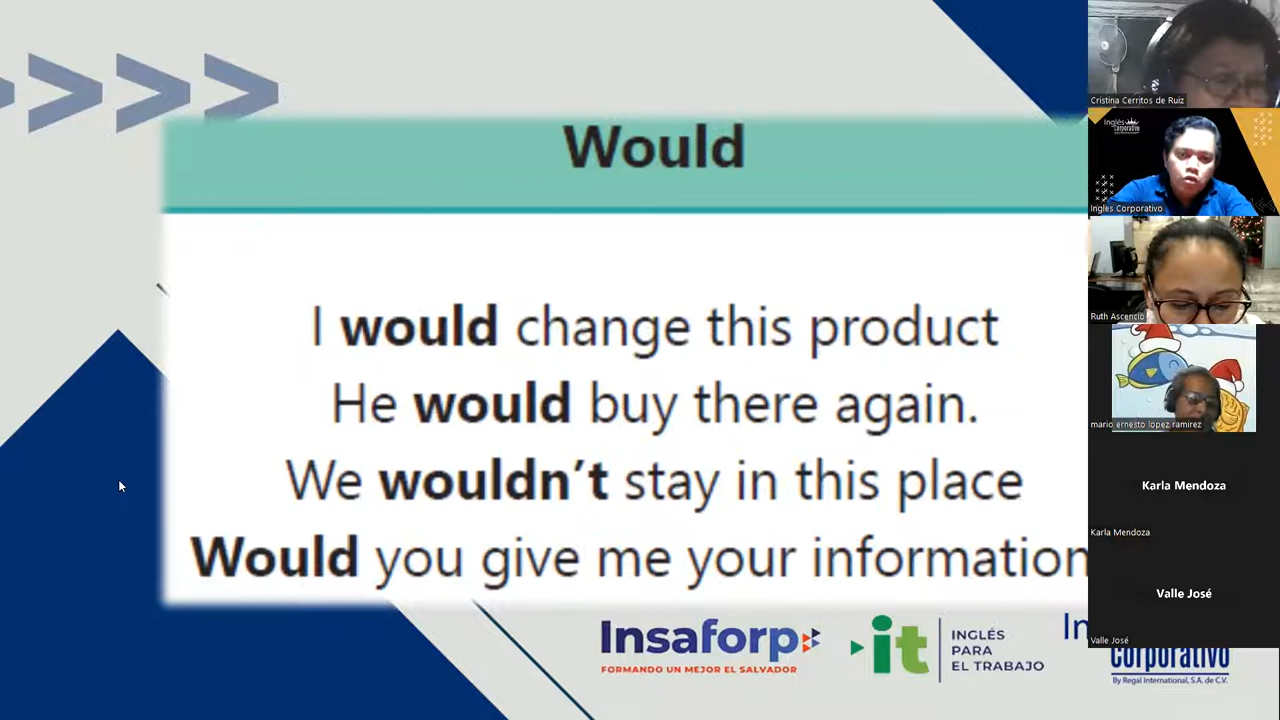 Would
I would change this product
He would buy there again.
We wouldn't stay in this place
Would you give me your information
Insaforp
FORMANDO UN MEJOR EL SALVADOR
it
INGLÉS
PARA
EL TRABAJO
In
corporativo
By Regal International, S.A. de C.V.
Cristina Cerritos de Ruiz
Inglés
Corporativo
Ingles Corporativo
Ruth Ascencio
mario ernesto lopez ramirez
Karla Mendoza
Karla Mendoza
Valle José
Valle José